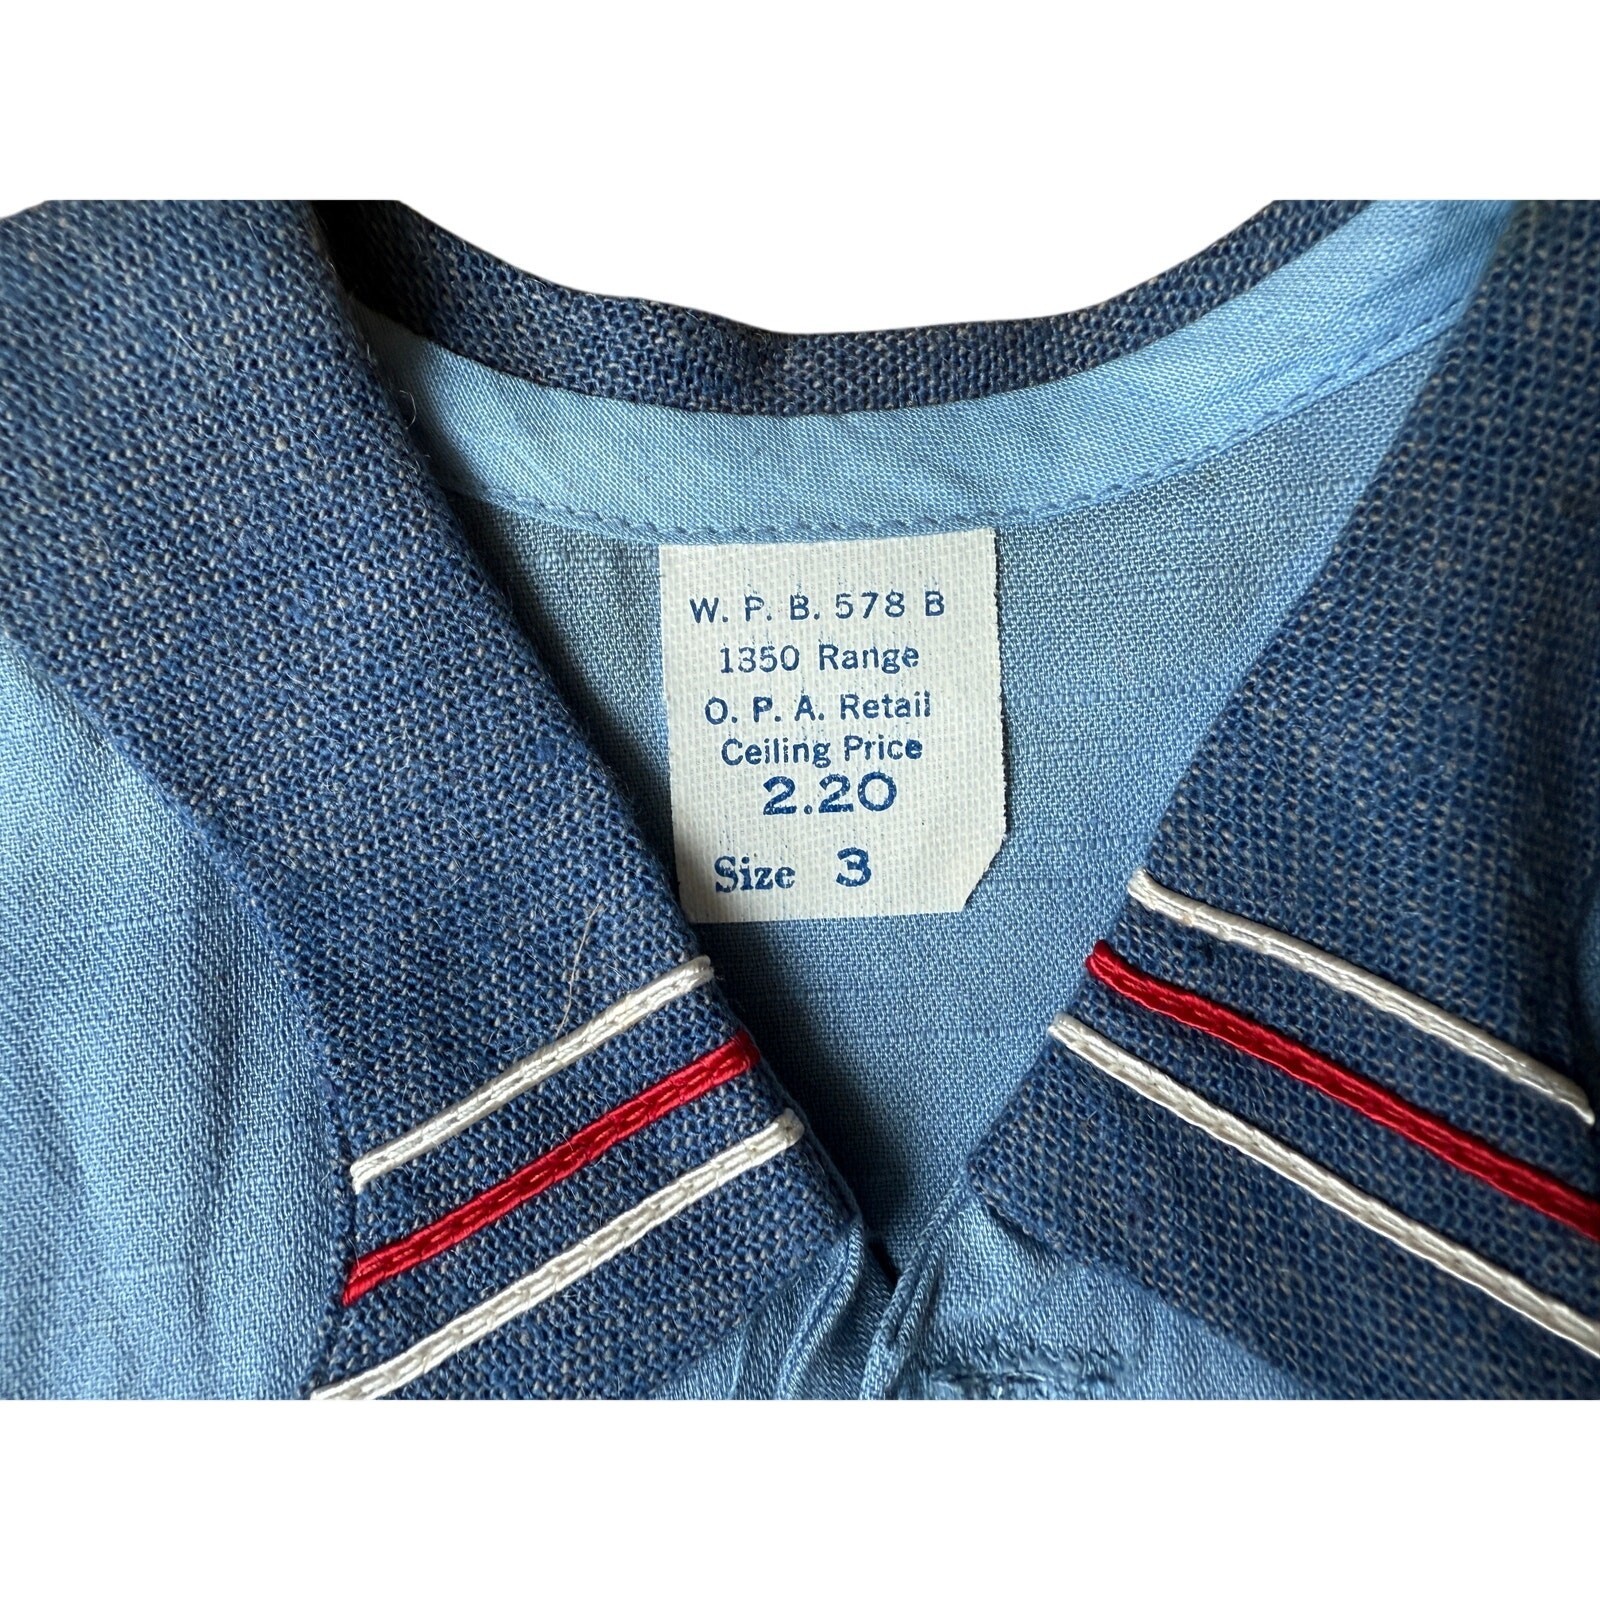 W. P. B. 578 B
1350 Range
O. P. A. Retail
Ceiling Price
2.20
Size 3